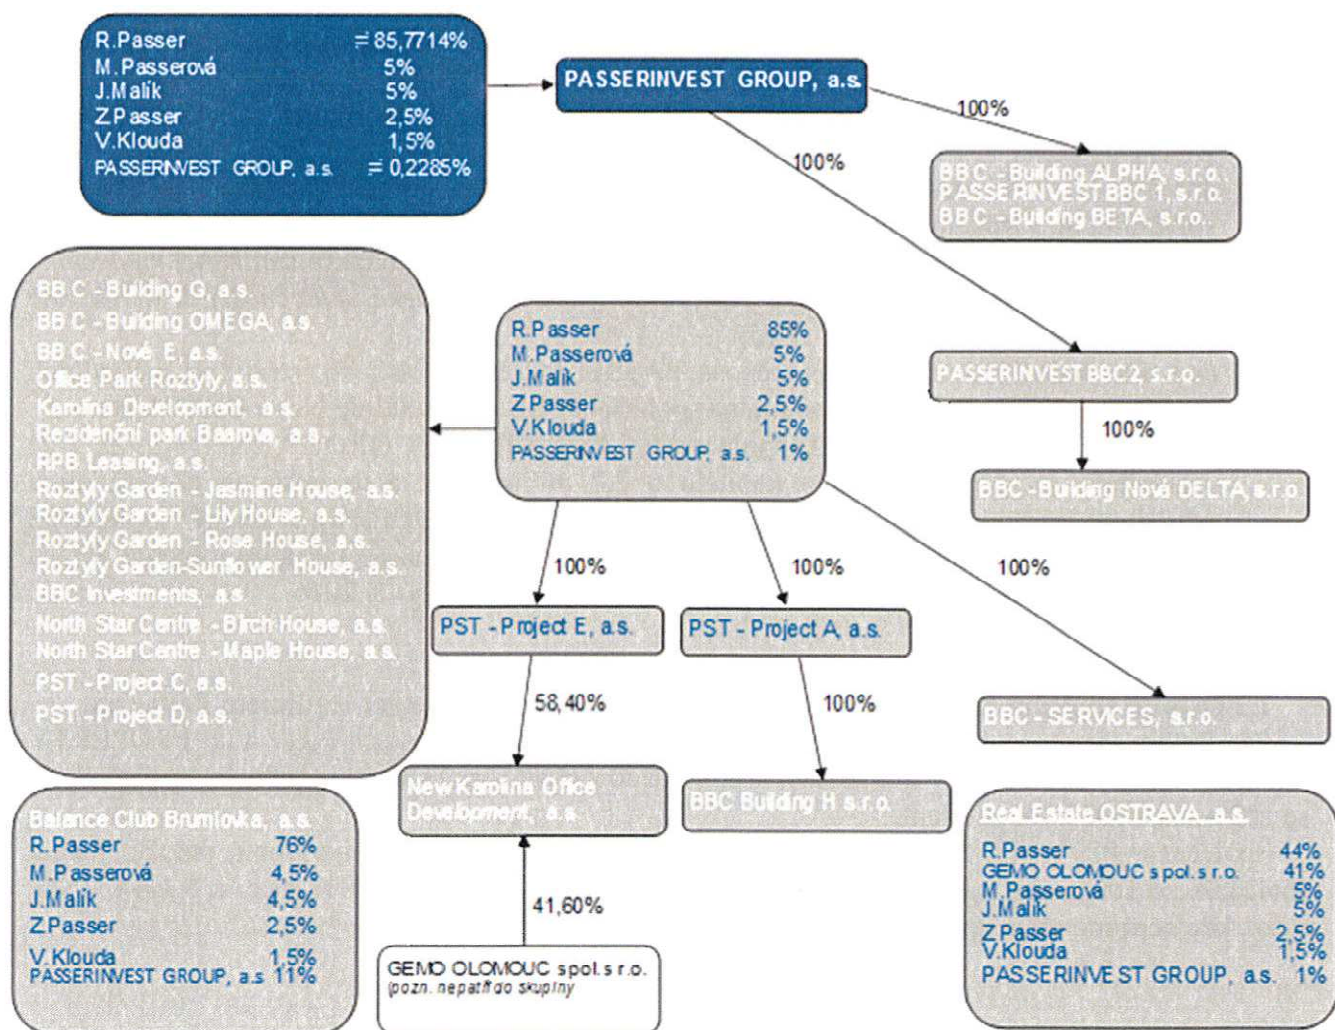 R.Passer = 85,7714%
M.Passerová 5%
J.Malík 5%
Z.Passer 2,5%
V.Klouda 1,5%
PASSERINVEST GROUP, a.s. = 0,2285%
PASSERINVEST GROUP, a.s.
100%
100%
BBC - Building ALPHA, s.r.o.
PASSERINVEST BBC 1, s.r.o.
BBC - Building BETA, s.r.o.
BBC - Building G, a.s.
BBC - Building OMEGA, a.s.
BBC - Nové E, a.s.
Office Park Roztyly, a.s.
Karolina Development, a.s.
Rezidenční park Baarova, a.s.
RPB Leasing, a.s.
Roztyly Garden - Jasmine House, a.s.
Roztyly Garden - Lily House, a.s.
Roztyly Garden - Rose House, a.s.
Roztyly Garden-Sunflower House, a.s.
BBC Investments, a.s
North Star Centre - Birch House, a.s.
North Star Centre - Maple House, a.s.
PST - Project C, a.s.
PST - Project D, a.s.
R.Passer 85%
M.Passerová 5%
J.Malík 5%
Z.Passer 2,5%
V.Klouda 1,5%
PASSERINVEST GROUP, a.s. 1%
PASSERINVEST BBC2, s.r.o.
100%
BBC -Building Nová DELTA, s.r.o
100%
100%
100%
PST - Project E, a.s.
PST - Project A, a.s.
58,40%
100%
BBC - SERVICES, s.r.o.
New Karolina Office
Development, a.s.
BBC Building H s.r.o.
41,60%
GEMO OLOMOUC spol. s r.o.
(pozn. nepatří do skupiny
Balance Club Brumlovka, a.s.
R.Passer 76%
M.Passerová 4,5%
J.Malík 4,5%
Z.Passer 2,5%
V.Klouda 1,5%
PASSERINVEST GROUP, a.s 11%
Real Estate OSTRAVA, a.s.
R.Passer 44%
GEMO OLOMOUC spol. s r.o. 41%
M.Passerová 5%
J.Malík 5%
Z.Passer 2,5%
V.Klouda 1,5%
PASSERINVEST GROUP, a.s. 1%